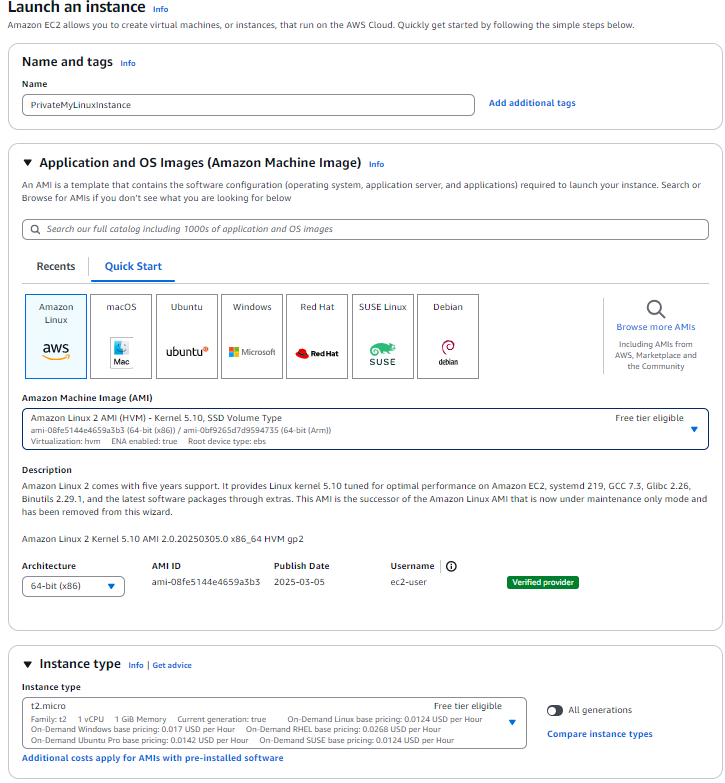 Launch an instance Info
Amazon EC2 allows you to create virtual machines, or instances, that run on the AWS Cloud. Quickly get started by following the simple steps below.
Name and tags Info
Name
PrivateMyLinuxInstance
Add additional tags
Application and OS Images (Amazon Machine Image) Info
An AMI is a template that contains the software configuration (operating system, application server, and applications) required to launch your instance. Search or
Browse for AMIs if you don't see what you are looking for below
Search our full catalog including 1000s of application and OS images
Recents
Quick Start
Amazon
Linux
aws
macOS
Mac
Ubuntu
ubuntu
Windows
Microsoft
Red Hat
Red Hat
SUSE Linux
SUSE
Debian
debian
Browse more AMIs
Including AMIs from
AWS, Marketplace and
the Community
Amazon Machine Image (AMI)
Amazon Linux 2 AMI (HVM) - Kernel 5.10, SSD Volume Type Free tier eligible
ami-08fe5144e4659a3b3 (64-bit (x86)) / ami-0bf9265d7d9594735 (64-bit (Arm))
Virtualization: hvm ENA enabled: true Root device type: ebs
Description
Amazon Linux 2 comes with five years support. It provides Linux kernel 5.10 tuned for optimal performance on Amazon EC2, systemd 219, GCC 7.3, Glibc 2.26,
Binutils 2.29.1, and the latest software packages through extras. This AMI is the successor of the Amazon Linux AMI that is now under maintenance only mode and
has been removed from this wizard.
Amazon Linux 2 Kernel 5.10 AMI 2.0.20250305.0 x86_64 HVM gp2
Architecture AMI ID Publish Date Username
64-bit (x86) ami-08fe5144e4659a3b3 2025-03-05 ec2-user Verified provider
Instance type Info | Get advice
Instance type
t2.micro Free tier eligible
Family: t2 1 vCPU 1 GiB Memory Current generation: true On-Demand Linux base pricing: 0.0124 USD per Hour
On-Demand Windows base pricing: 0.017 USD per Hour On-Demand RHEL base pricing: 0.0268 USD per Hour
On-Demand Ubuntu Pro base pricing: 0.0142 USD per Hour On-Demand SUSE base pricing: 0.0124 USD per Hour
All generations
Compare instance types
Additional costs apply for AMIs with pre-installed software